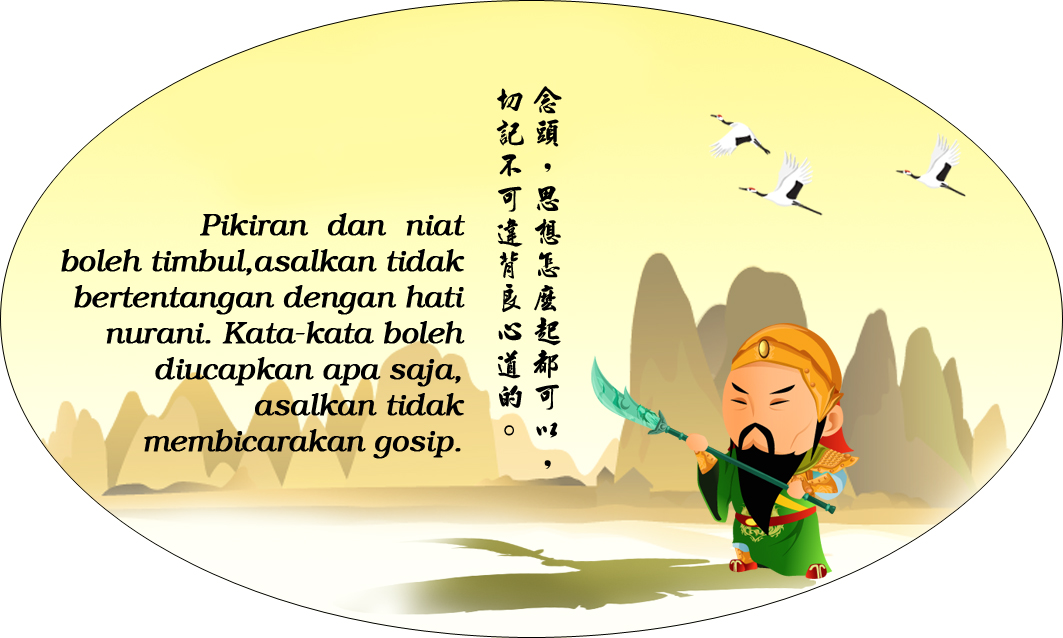 念頭，思想怎麼起都可以，
切記不可違背良心道的。
Pikiran dan niat
boleh timbul,asalkan tidak
bertentangan dengan hati
nurani. Kata-kata boleh
diucapkan apa saja,
asalkan tidak
membicarakan gosip.